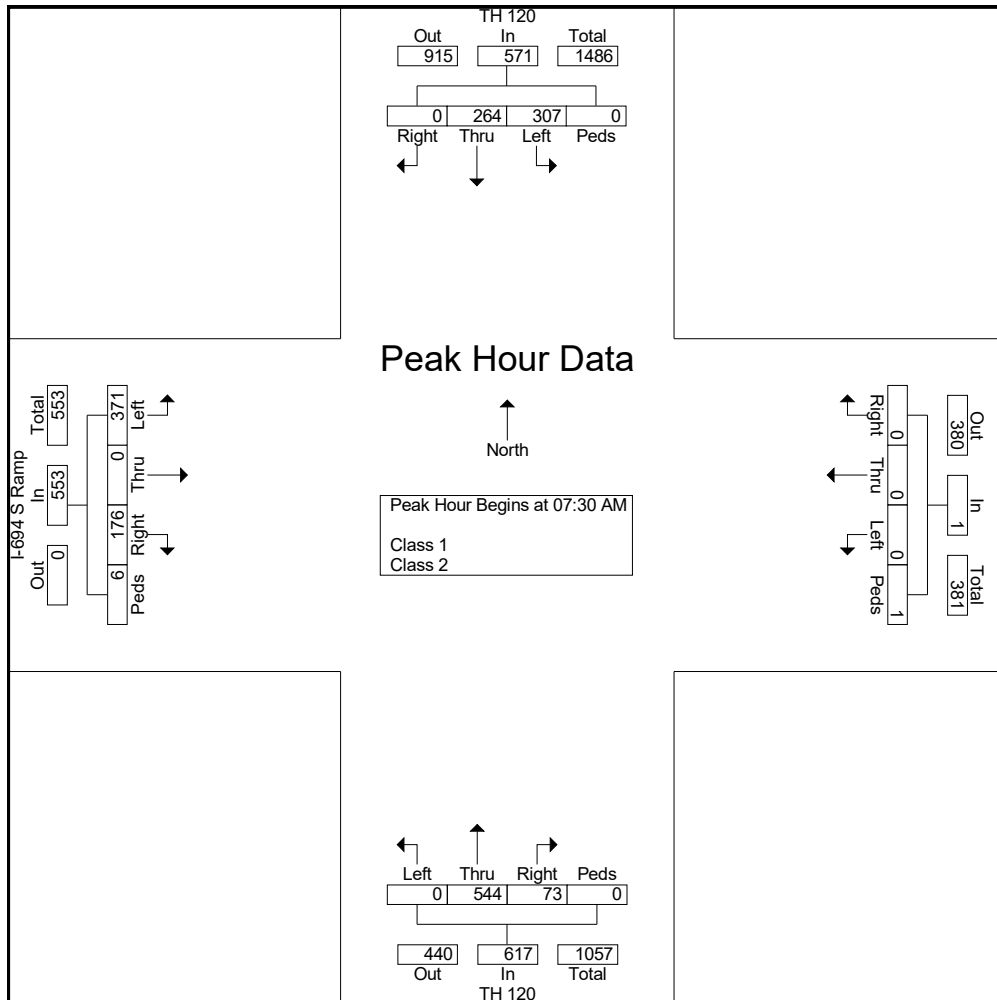 TH 120
Out In Total
915 571 1486
0 264 307 0
Right Thru Left Peds
Peak Hour Data
North
Peak Hour Begins at 07:30 AM
Class 1
Class 2
I-694 S Ramp
Total In Out
553 553 0
371 0 176 6
Left Thru Right Peds
Out In Total
380 1 381
0 0 0 1
Right Thru Left Peds
Left Thru Right Peds
0 544 73 0
440 617 1057
Out In Total
TH 120